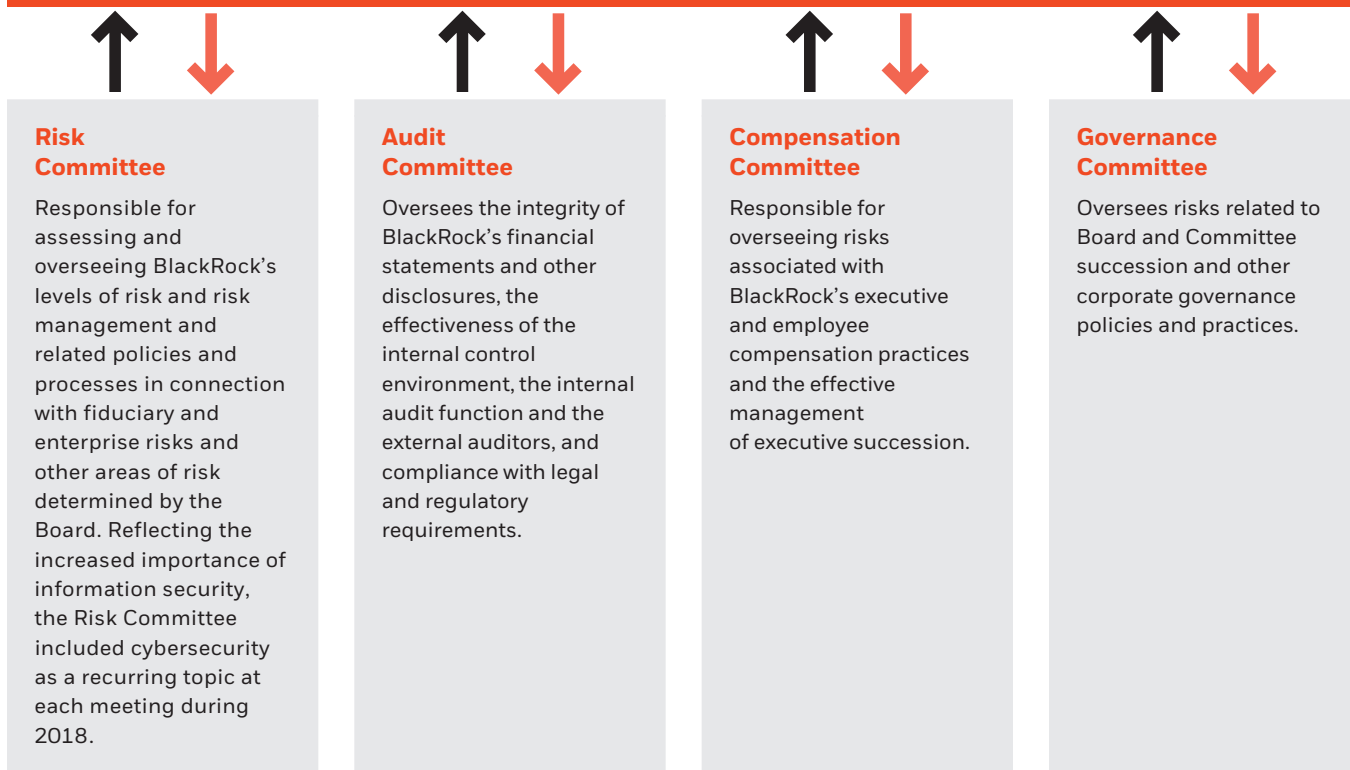 Risk
Committee
Responsible for
assessing and
overseeing BlackRock’s
levels of risk and risk
management and
related policies and
processes in connection
with fiduciary and
enterprise risks and
other areas of risk
determined by the
Board. Reflecting the
increased importance of
information security,
the Risk Committee
included cybersecurity
as a recurring topic at
each meeting during
2018.
Audit
Committee
Oversees the integrity of
BlackRock’s financial
statements and other
disclosures, the
effectiveness of the
internal control
environment, the internal
audit function and the
external auditors, and
compliance with legal
and regulatory
requirements.
Compensation
Committee
Responsible for
overseeing risks
associated with
BlackRock’s executive
and employee
compensation practices
and the effective
management
of executive succession.
Governance
Committee
Oversees risks related to
Board and Committee
succession and other
corporate governance
policies and practices.